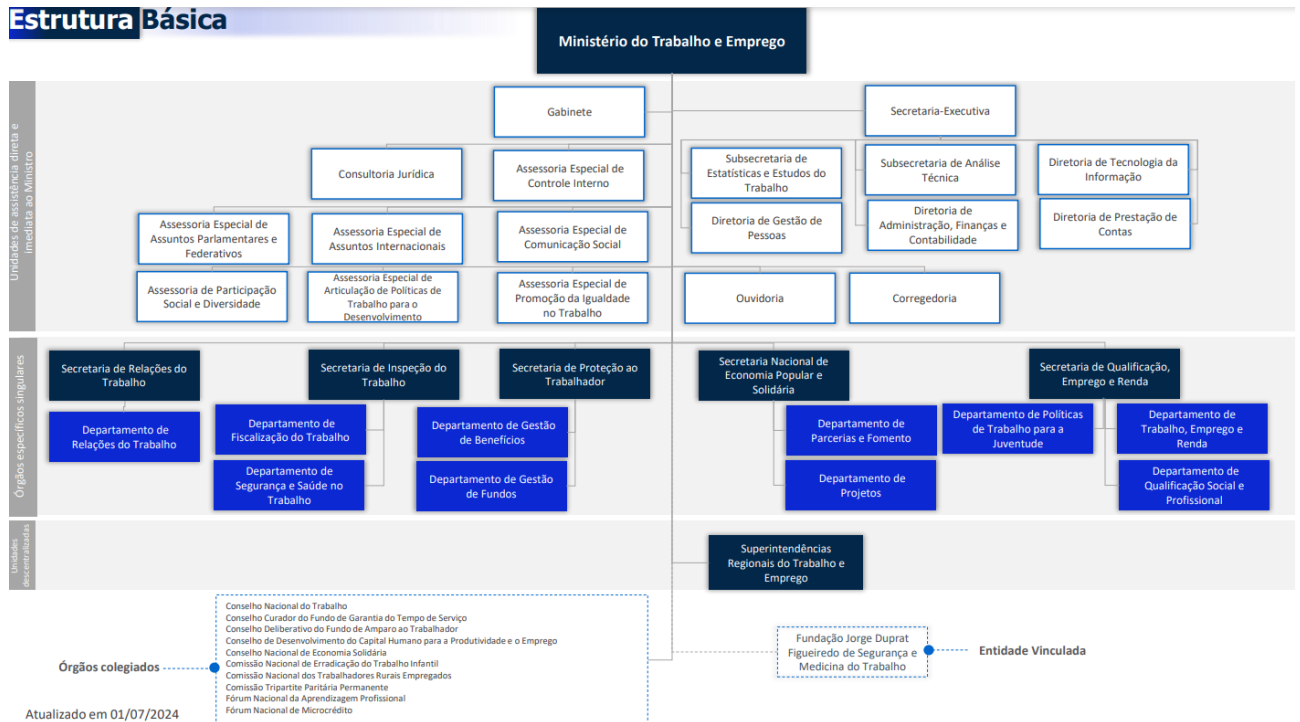 Estrutura Básica
Ministério do Trabalho e Emprego
Unidades de assistência direta e
imediata ao Ministro
Gabinete
Secretaria-Executiva
Consultoria Jurídica
Assessoria Especial de
Controle Interno
Subsecretaria de
Estatísticas e Estudos do
Trabalho
Subsecretaria de Análise
Técnica
Diretoria de Tecnologia da
Informação
Diretoria de Gestão de
Pessoas
Diretoria de
Administração, Finanças e
Contabilidade
Diretoria de Prestação de
Contas
Assessoria Especial de
Assuntos Parlamentares e
Federativos
Assessoria Especial de
Assuntos Internacionais
Assessoria Especial de
Comunicação Social
Assessoria de Participação
Social e Diversidade
Assessoria Especial de
Articulação de Políticas de
Trabalho para o
Desenvolvimento
Assessoria Especial de
Promoção da Igualdade
no Trabalho
Ouvidoria
Corregedoria
Órgãos específicos singulares
Secretaria de Relações do
Trabalho
Secretaria de Inspeção do
Trabalho
Secretaria de Proteção ao
Trabalhador
Secretaria Nacional de
Economia Popular e
Solidária
Secretaria de Qualificação,
Emprego e Renda
Departamento de
Relações do Trabalho
Departamento de
Fiscalização do Trabalho
Departamento de
Segurança e Saúde no
Trabalho
Departamento de Gestão
de Benefícios
Departamento de Gestão
de Fundos
Departamento de
Parcerias e Fomento
Departamento de
Projetos
Departamento de Políticas
de Trabalho para a
Juventude
Departamento de
Trabalho, Emprego e
Renda
Departamento de
Qualificação Social e
Profissional
Unidades
descentralizadas
Superintendências
Regionais do Trabalho e
Emprego
Órgãos colegiados
Conselho Nacional do Trabalho
Conselho Curador do Fundo de Garantia do Tempo de Serviço
Conselho Deliberativo do Fundo de Amparo ao Trabalhador
Conselho de Desenvolvimento do Capital Humano para a Produtividade e o Emprego
Conselho Nacional de Economia Solidária
Comissão Nacional de Erradicação do Trabalho Infantil
Comissão Nacional dos Trabalhadores Rurais Empregados
Comissão Tripartite Paritária Permanente
Fórum Nacional da Aprendizagem Profissional
Fórum Nacional de Microcrédito
Fundação Jorge Duprat
Figueiredo de Segurança e
Medicina do Trabalho
Entidade Vinculada
Atualizado em 01/07/2024